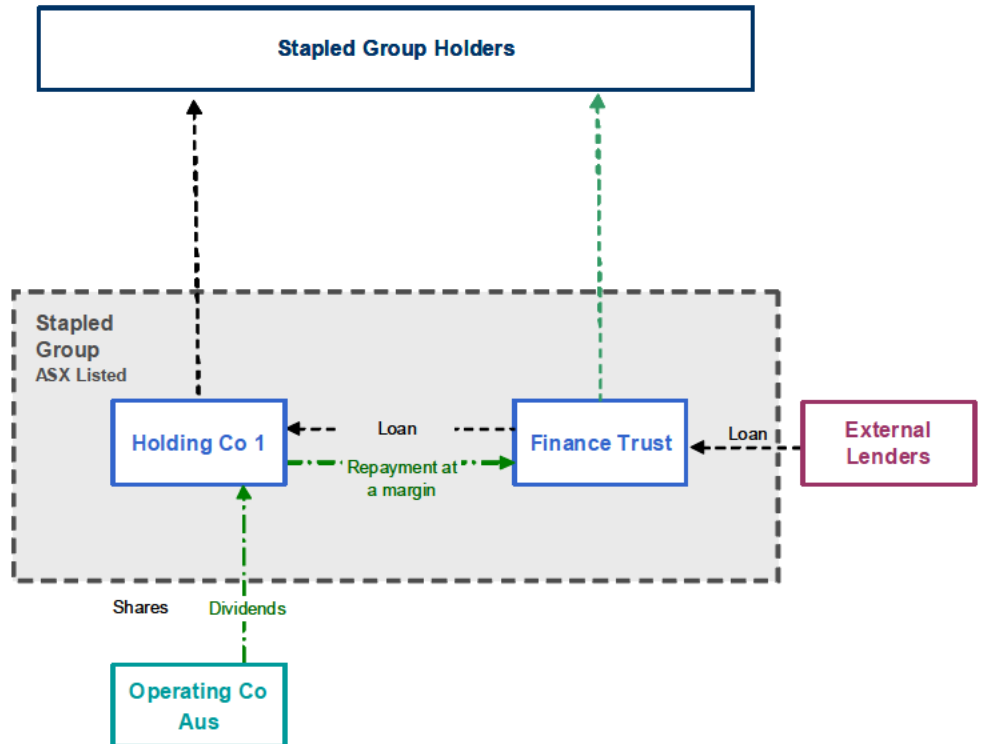 Stapled Group Holders
Stapled
Group
ASX Listed
Holding Co 1
Loan
Repayment at
a margin
Finance Trust
Loan
External
Lenders
Shares
Dividends
Operating Co
Aus